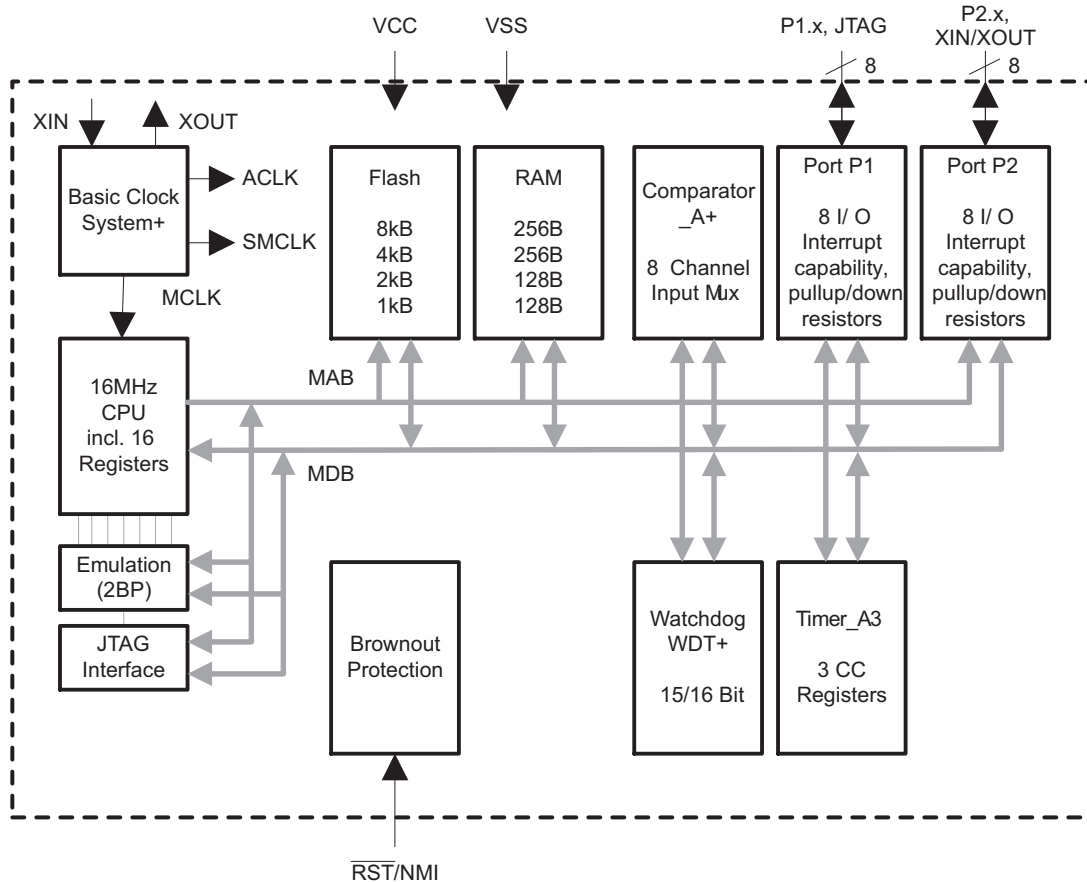 VCC
VSS
P1.x, JTAG
P2.x,
XIN/XOUT
8
8
XIN
XOUT
Basic Clock
System+
ACLK
SMCLK
MCLK
Flash
8kB
4kB
2kB
1kB
RAM
256B
256B
128B
128B
Comparator
_A+
8 Channel
Input Mux
Port P1
8 I/ O
Interrupt
capability,
pullup/down
resistors
Port P2
8 I/ O
Interrupt
capability,
pullup/down
resistors
16MHz
CPU
incl. 16
Registers
MAB
MDB
Emulation
(2BP)
JTAG
Interface
Brownout
Protection
Watchdog
WDT+
15/16 Bit
Timer_A3
3 CC
Registers
RST/NMI